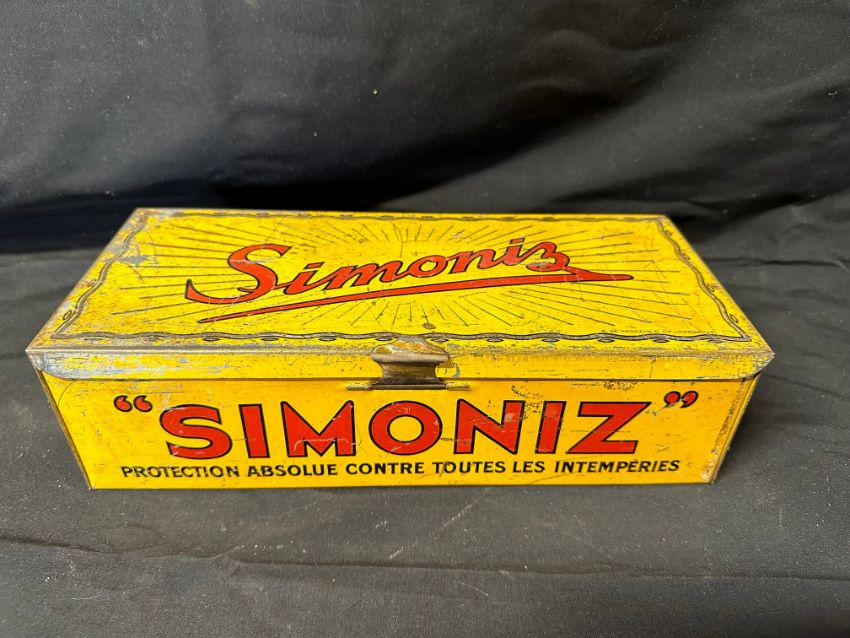 Simoniz
"SIMONIZ"
PROTECTION ABSOLUE CONTRE TOUTES LES INTEMPÉRIES